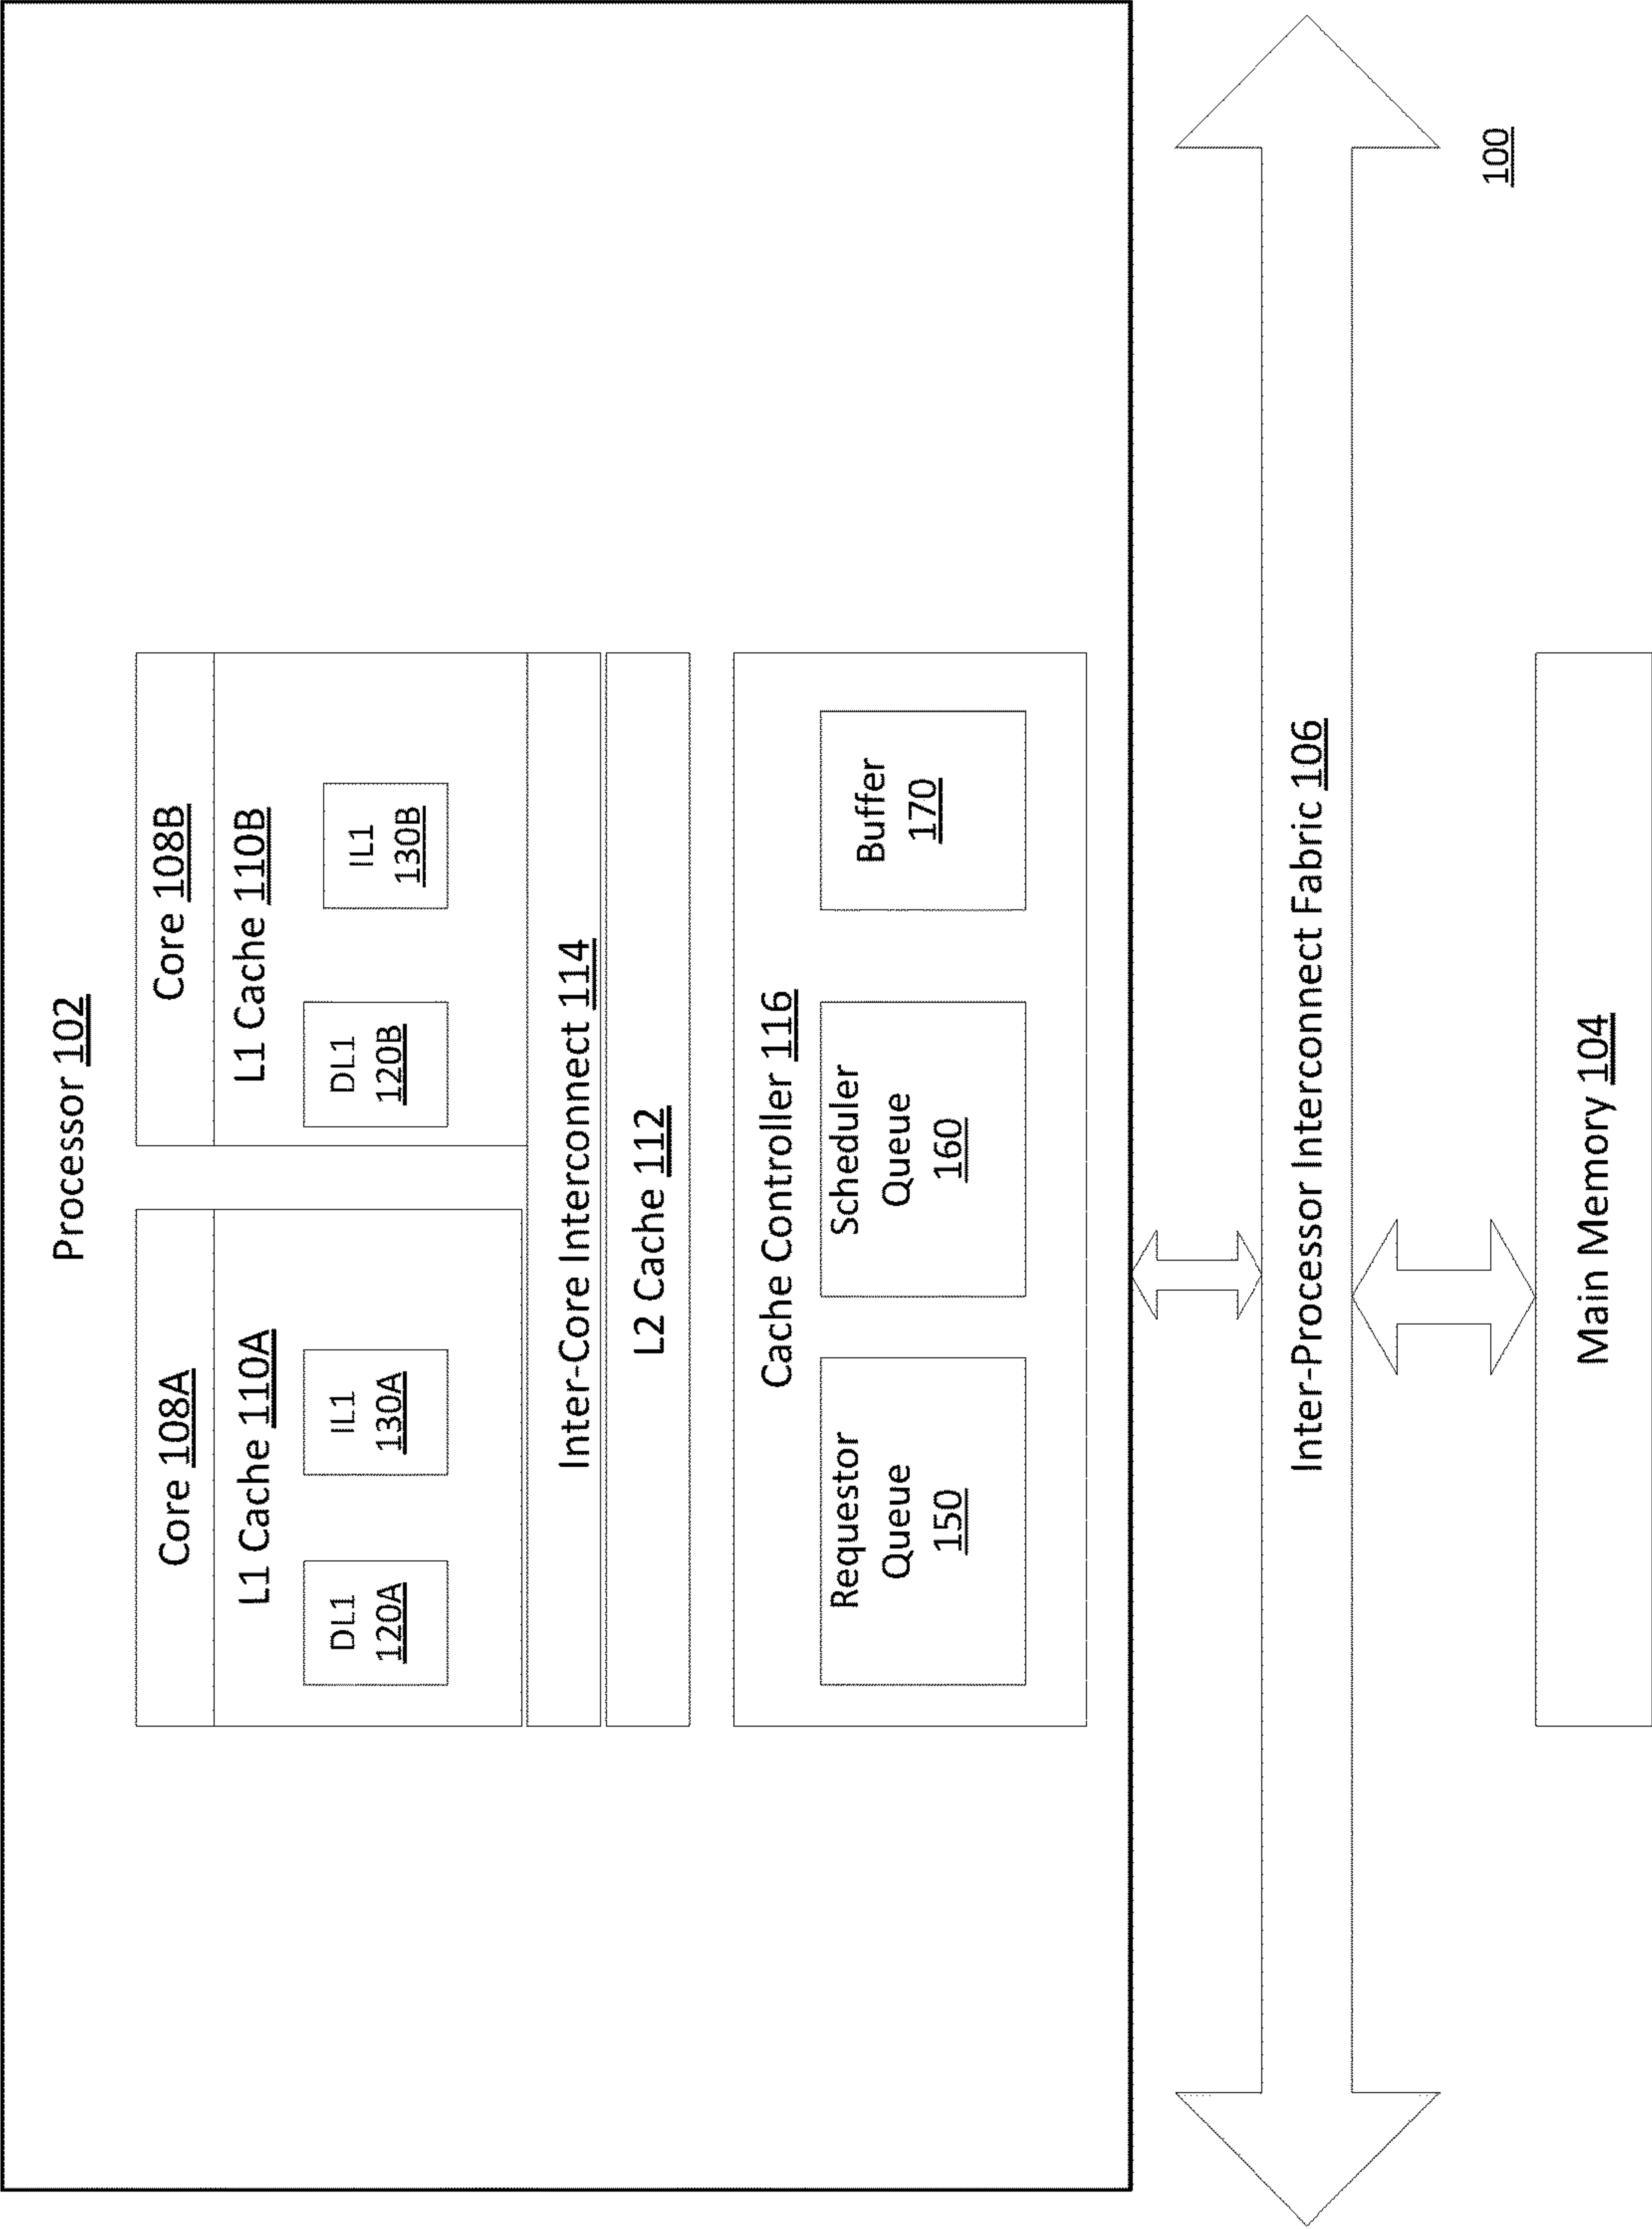 Processor 102
Core 108A
L1 Cache 110A
DL1
120A
IL1
130A
Core 108B
L1 Cache 110B
DL1
120B
IL1
130B
Inter-Core Interconnect 114
L2 Cache 112
Cache Controller 116
Requestor
Queue
150
Scheduler
Queue
160
Buffer
170
Inter-Processor Interconnect Fabric 106
100
Main Memory 104